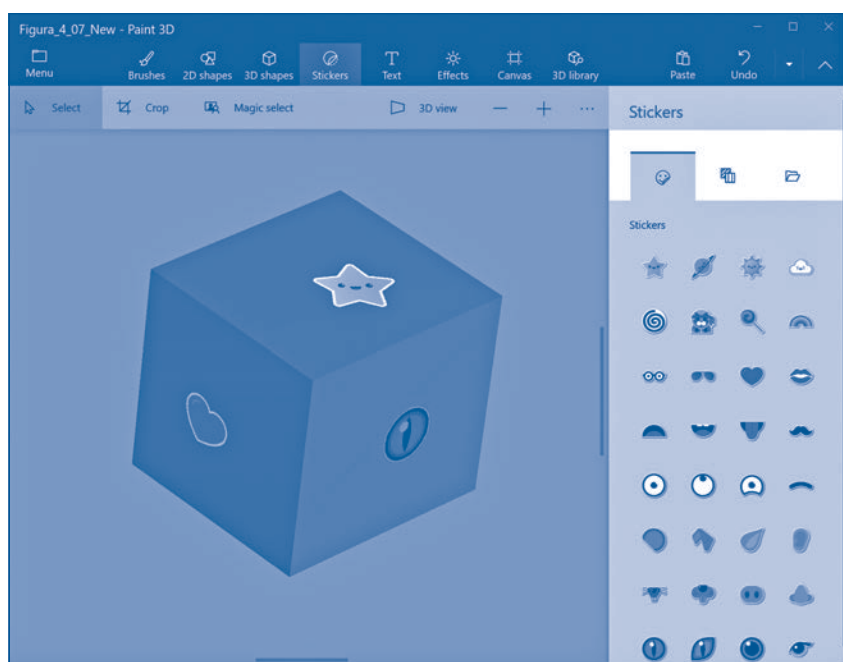 Figura_4_07_New - Paint 3D
Menu
Brushes 2D shapes 3D shapes Stickers Text Effects Canvas 3D library Paste Undo
Select Crop Magic select 3D view
Stickers
Stickers